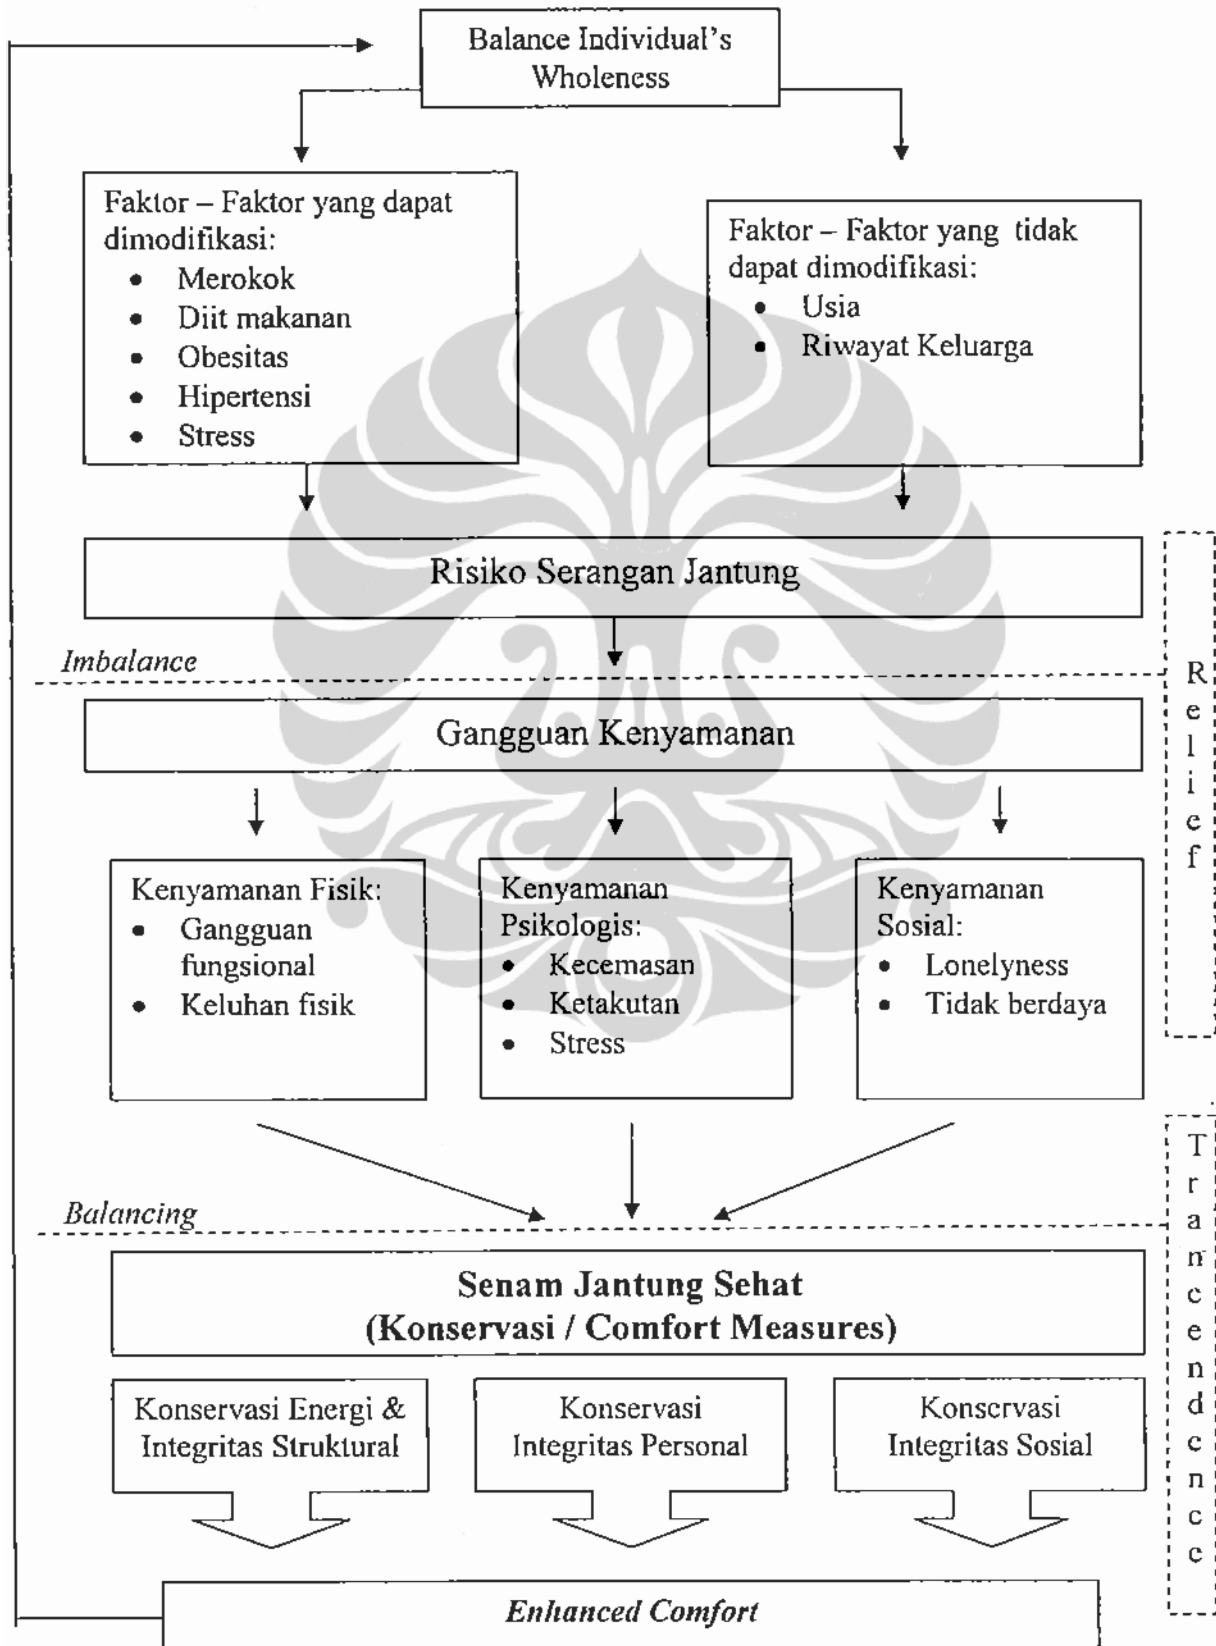 Balance Individual's
Wholeness
Faktor – Faktor yang dapat
dimodifikasi:
• Merokok
• Diit makanan
• Obesitas
• Hipertensi
• Stress
Faktor – Faktor yang tidak
dapat dimodifikasi:
• Usia
• Riwayat Keluarga
Risiko Serangan Jantung
Imbalance
Gangguan Kenyamanan
Relief
Kenyamanan Fisik:
• Gangguan
fungsional
• Keluhan fisik
Kenyamanan
Psikologis:
• Kecemasan
• Ketakutan
• Stress
Kenyamanan
Sosial:
• Lonelyness
• Tidak berdaya
Balancing
Trancendence
Senam Jantung Sehat
(Konservasi / Comfort Measures)
Konservasi Energi &
Integritas Struktural
Konservasi
Integritas Personal
Konservasi
Integritas Sosial
Enhanced Comfort